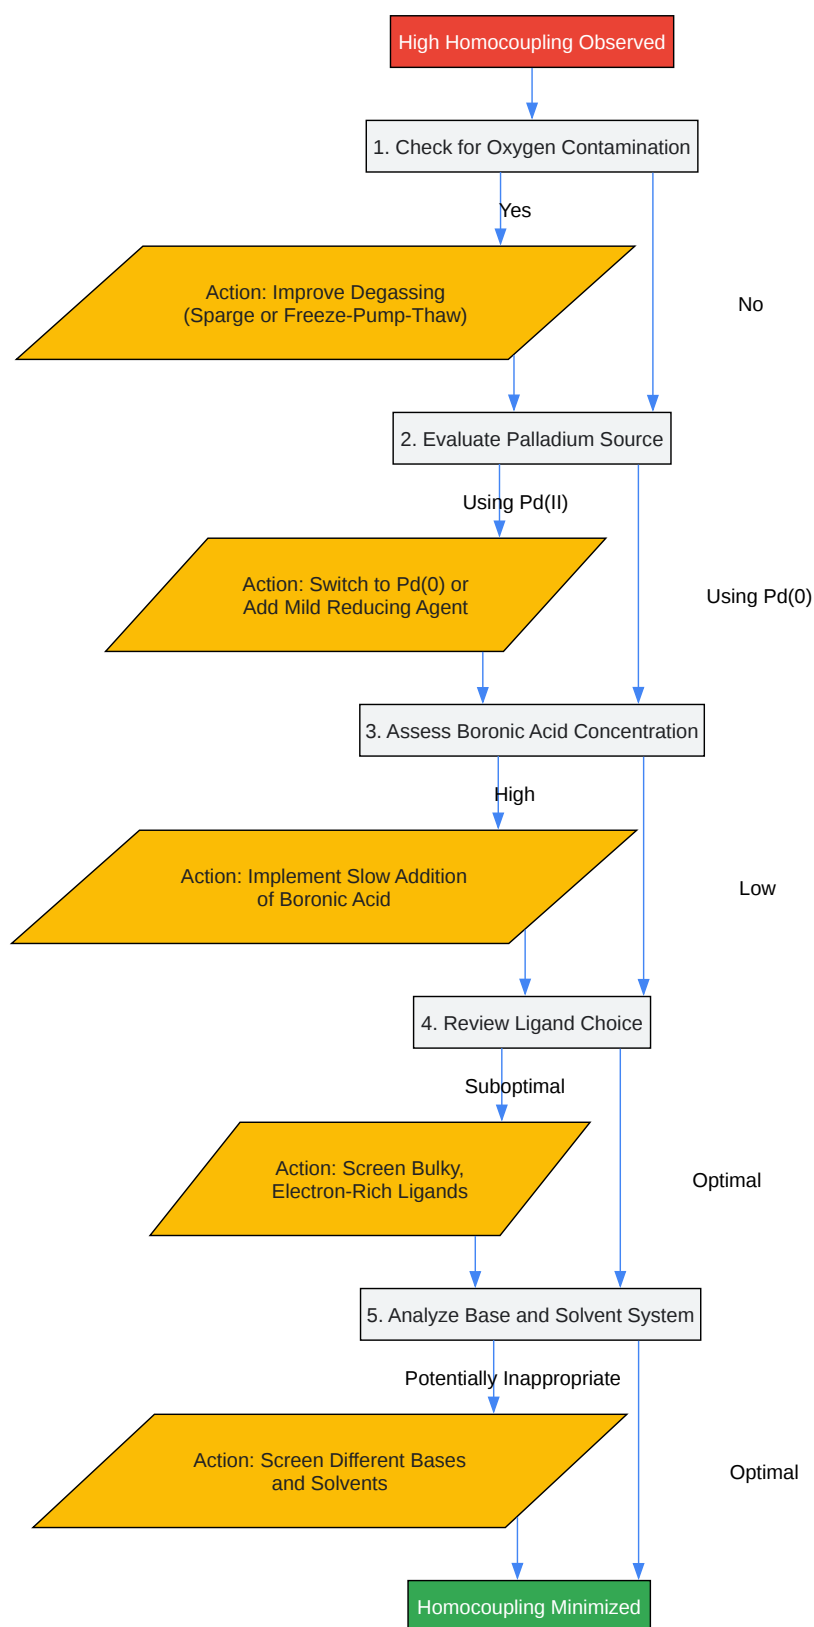 High Homocoupling Observed
1. Check for Oxygen Contamination
Yes
Action: Improve Degassing
(Sparge or Freeze-Pump-Thaw)
No
2. Evaluate Palladium Source
Using Pd(II)
Action: Switch to Pd(0) or
Add Mild Reducing Agent
Using Pd(0)
3. Assess Boronic Acid Concentration
High
Action: Implement Slow Addition
of Boronic Acid
Low
4. Review Ligand Choice
Suboptimal
Action: Screen Bulky,
Electron-Rich Ligands
Optimal
5. Analyze Base and Solvent System
Potentially Inappropriate
Action: Screen Different Bases
and Solvents
Optimal
Homocoupling Minimized